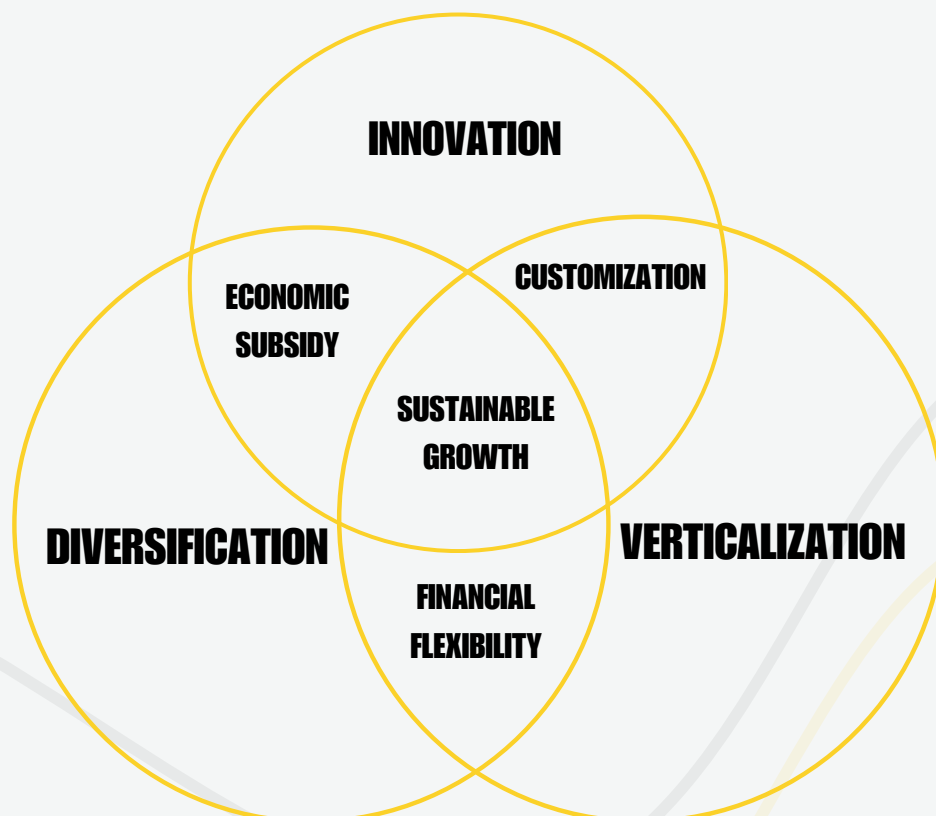 INNOVATION
CUSTOMIZATION
ECONOMIC
SUBSIDY
SUSTAINABLE
GROWTH
DIVERSIFICATION
VERTICALIZATION
FINANCIAL
FLEXIBILITY